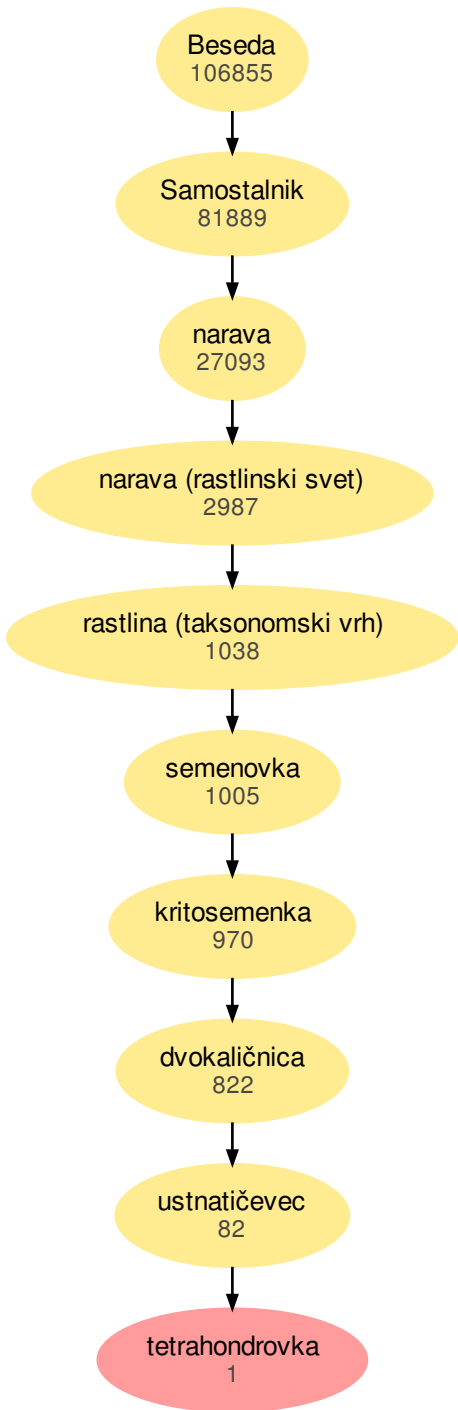 Beseda
106855
Samostalnik
81889
narava
27093
narava (rastlinski svet)
2987
rastlina (taksonomski vrh)
1038
semenovka
1005
kritosemenka
970
dvokaličnica
822
ustnatičevec
82
tetrahondrovka
1